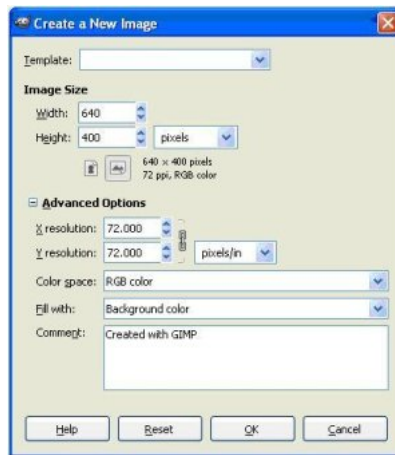 Create a New Image
Template:
Image Size
Width: 640
Height: 400 pixels
640 × 400 pixels
72 ppi, RGB color
Advanced Options
X resolution: 72.000
Y resolution: 72.000 pixels/in
Color space: RGB color
Fill with: Background color
Comment: Created with GIMP
Help Reset OK Cancel